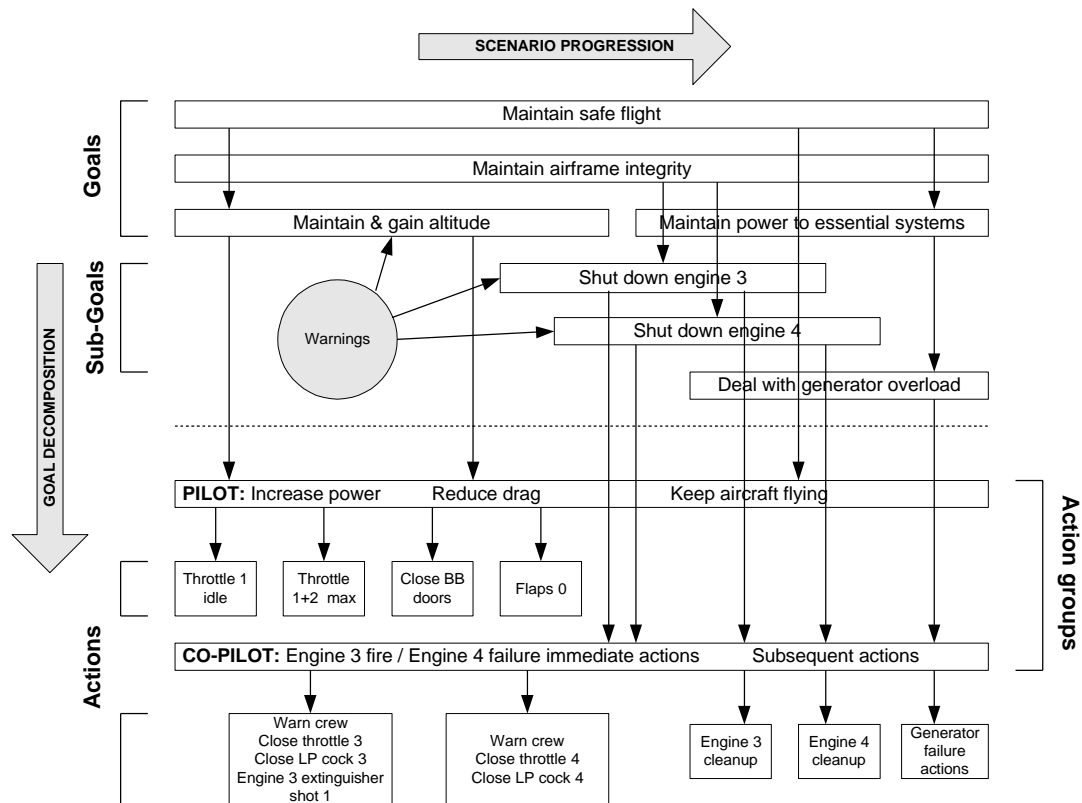 SCENARIO PROGRESSION
Goals
Maintain safe flight
Maintain airframe integrity
Maintain & gain altitude
Maintain power to essential systems
GOAL DECOMPOSITION
Sub-Goals
Warnings
Shut down engine 3
Shut down engine 4
Deal with generator overload
PILOT: Increase power
Reduce drag
Keep aircraft flying
Action groups
Actions
Throttle 1
idle
Throttle
1+2 max
Close BB
doors
Flaps 0
CO-PILOT: Engine 3 fire / Engine 4 failure immediate actions
Subsequent actions
Warn crew
Close throttle 3
Close LP cock 3
Engine 3 extinguisher
shot 1
Warn crew
Close throttle 4
Close LP cock 4
Engine 3
cleanup
Engine 4
cleanup
Generator
failure
actions